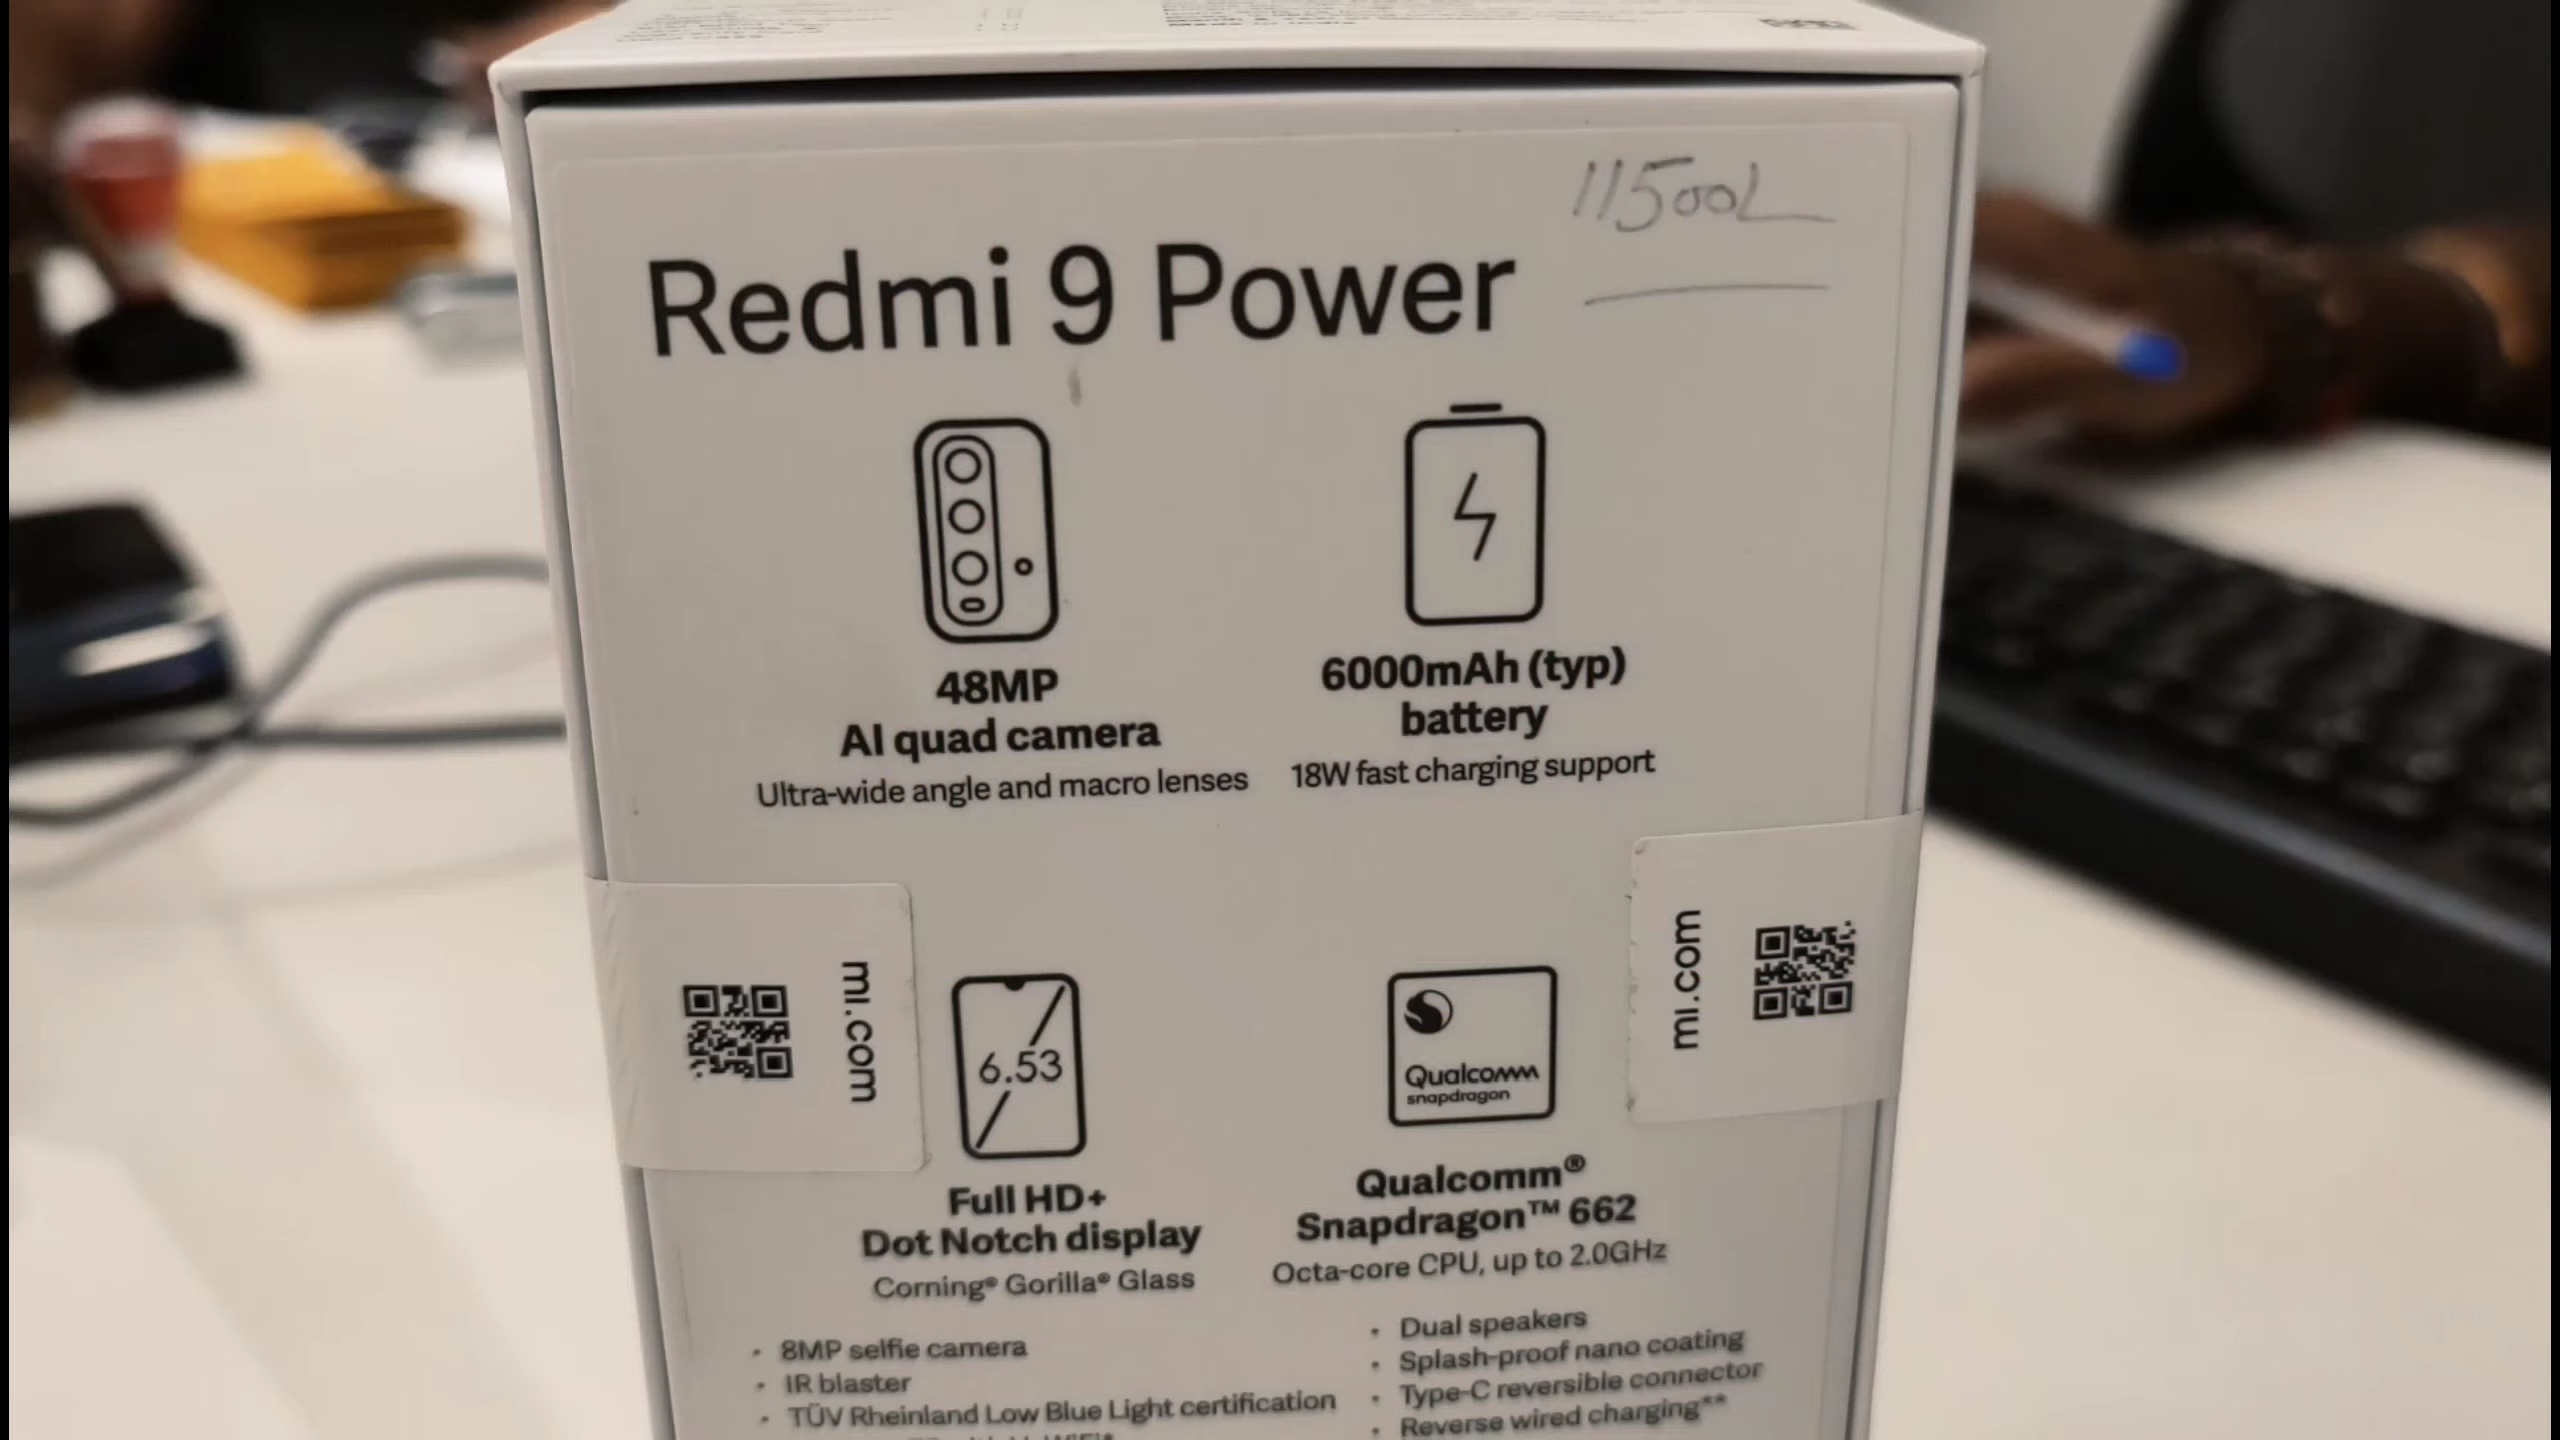 11500L
Redmi 9 Power
48MP
AI quad camera
Ultra-wide angle and macro lenses
6000mAh (typ)
battery
18W fast charging support
mi.com
mi.com
6.53
Full HD+
Dot Notch display
Corning® Gorilla® Glass
Qualcomm
snapdragon
Qualcomm®
Snapdragon™ 662
Octa-core CPU, up to 2.0GHz
• 8MP selfie camera
• IR blaster
• TÜV Rheinland Low Blue Light certification
• Dual speakers
• Splash-proof nano coating
• Type-C reversible connector
• Reverse wired charging**